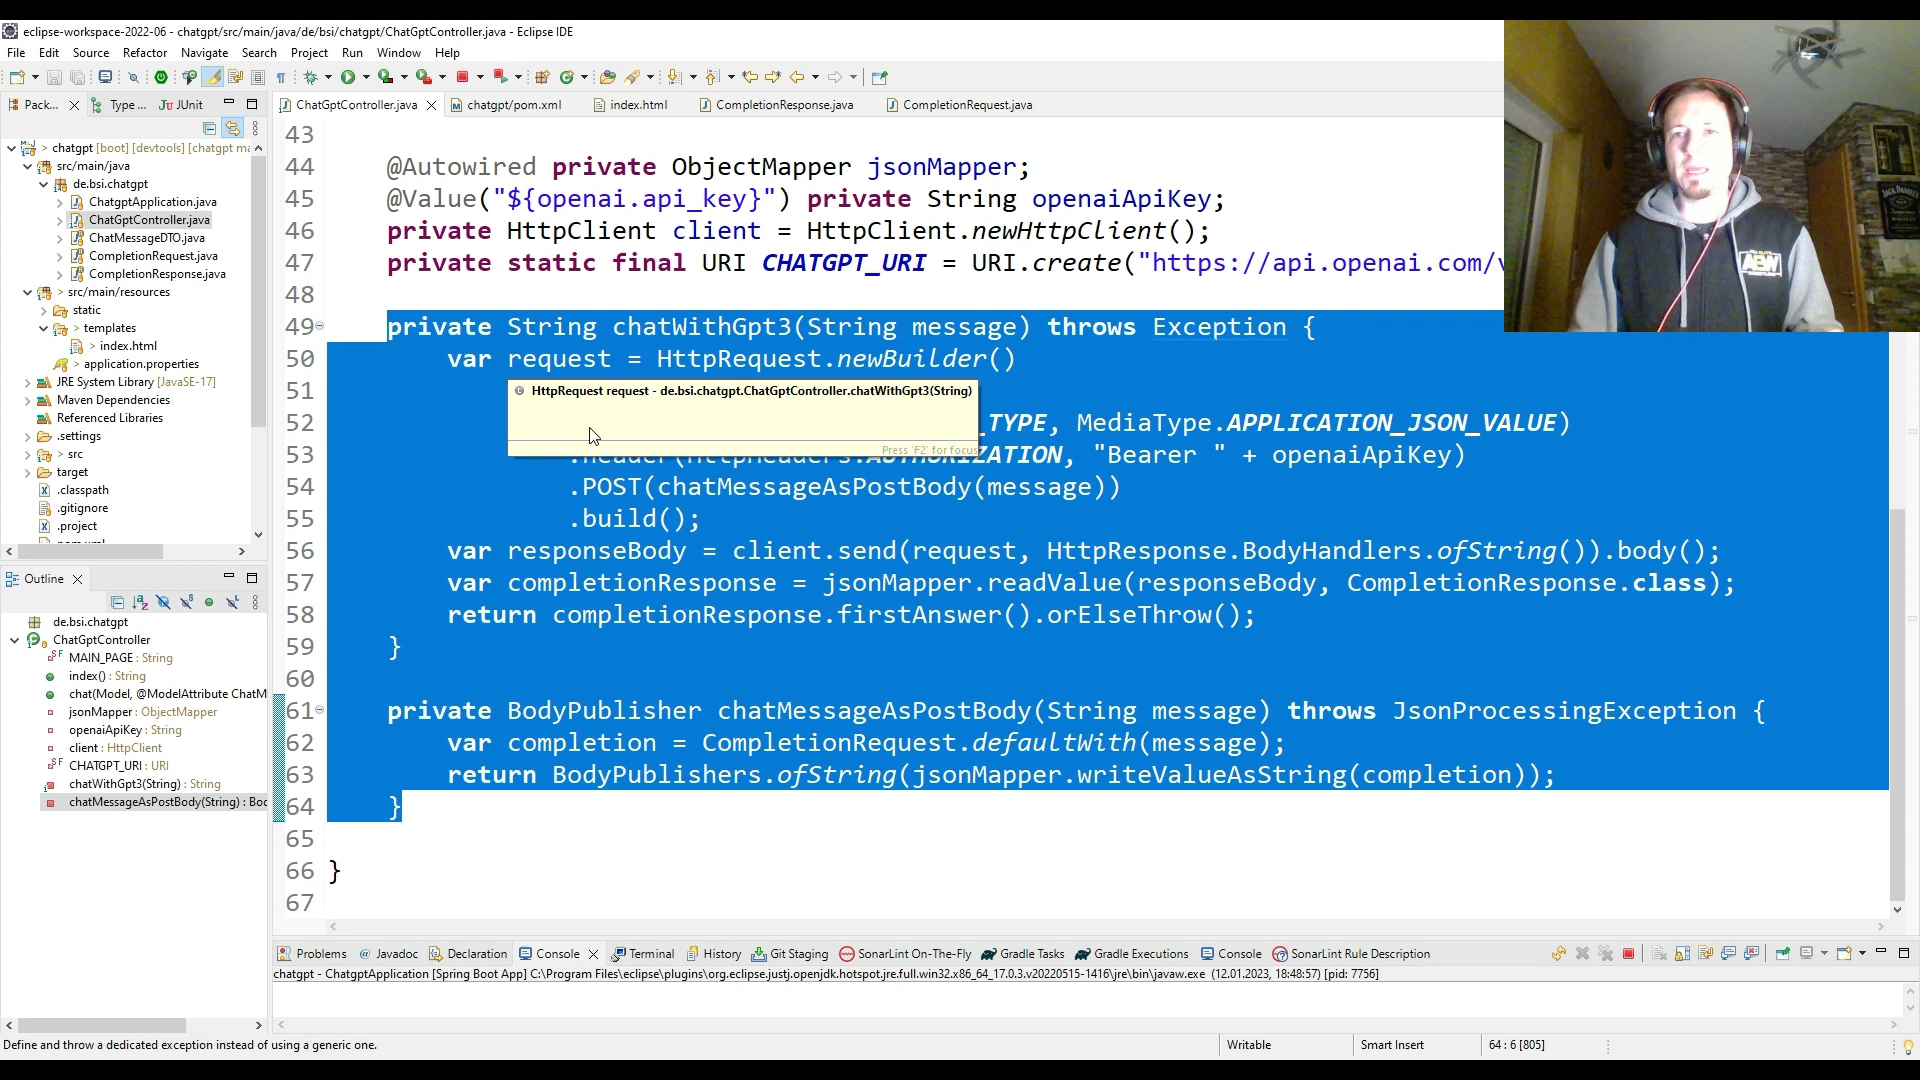 eclipse-workspace-2022-06 - chatgpt/src/main/java/de/bsi/chatgpt/ChatGptController.java - Eclipse IDE
File Edit Source Refactor Navigate Search Project Run Window Help
Pack... Type ... JUnit
ChatGptController.java chatgpt/pom.xml index.html CompletionResponse.java CompletionRequest.java
> chatgpt [boot] [devtools] [chatgpt ma
src/main/java
de.bsi.chatgpt
ChatgptApplication.java
ChatGptController.java
ChatMessageDTO.java
CompletionRequest.java
CompletionResponse.java
> src/main/resources
static
> templates
> index.html
> application.properties
JRE System Library [JavaSE-17]
Maven Dependencies
Referenced Libraries
> .settings
> src
target
.classpath
.gitignore
.project
Outline
de.bsi.chatgpt
ChatGptController
MAIN_PAGE : String
index() : String
chat(Model, @ModelAttribute ChatM
jsonMapper : ObjectMapper
openaiApiKey : String
client : HttpClient
CHATGPT_URI : URI
chatWithGpt3(String) : String
chatMessageAsPostBody(String) : Boc
43
44 @Autowired private ObjectMapper jsonMapper;
45 @Value("${openai.api_key}") private String openaiApiKey;
46 private HttpClient client = HttpClient.newHttpClient();
47 private static final URI CHATGPT_URI = URI.create("https://api.openai.com/v
48
49 private String chatWithGpt3(String message) throws Exception {
50 var request = HttpRequest.newBuilder()
51
HttpRequest request - de.bsi.chatgpt.ChatGptController.chatWithGpt3(String)
52 _TYPE, MediaType.APPLICATION_JSON_VALUE)
Press 'F2' for focus
53 .header(HttpHeaders.AUTHORIZATION, "Bearer " + openaiApiKey)
54 .POST(chatMessageAsPostBody(message))
55 .build();
56 var responseBody = client.send(request, HttpResponse.BodyHandlers.ofString()).body();
57 var completionResponse = jsonMapper.readValue(responseBody, CompletionResponse.class);
58 return completionResponse.firstAnswer().orElseThrow();
59 }
60
61 private BodyPublisher chatMessageAsPostBody(String message) throws JsonProcessingException {
62 var completion = CompletionRequest.defaultWith(message);
63 return BodyPublishers.ofString(jsonMapper.writeValueAsString(completion));
64 }
65
66 }
67
Problems Javadoc Declaration Console Terminal History Git Staging SonarLint On-The-Fly Gradle Tasks Gradle Executions Console SonarLint Rule Description
chatgpt - ChatgptApplication [Spring Boot App] C:\Program Files\eclipse\plugins\org.eclipse.justj.openjdk.hotspot.jre.full.win32.x86_64_17.0.3.v20220515-1416\jre\bin\javaw.exe (12.01.2023, 18:48:57) [pid: 7756]
Define and throw a dedicated exception instead of using a generic one.
Writable Smart Insert 64 : 6 [805]
AEW